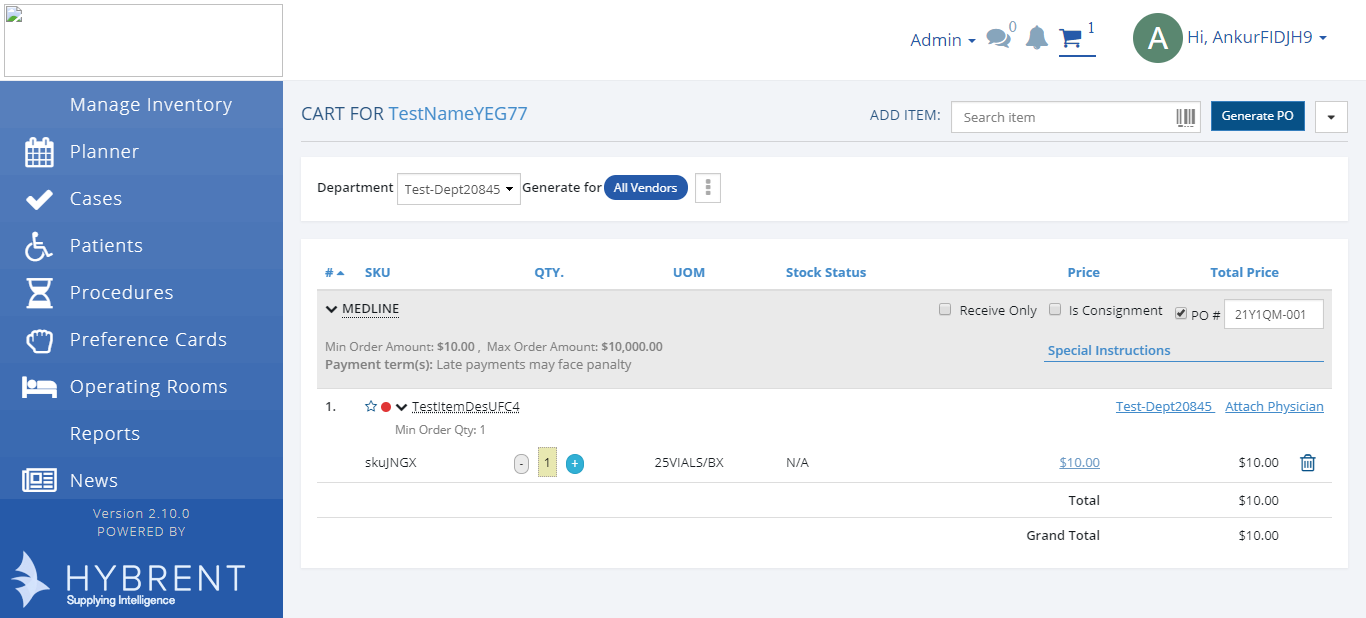 Admin 0 1 A Hi, AnkurFIDJH9
Manage Inventory
Planner
Cases
Patients
Procedures
Preference Cards
Operating Rooms
Reports
News
Version 2.10.0
POWERED BY
HYBRENT
Supplying Intelligence
CART FOR TestNameYEG77 ADD ITEM: Search item Generate PO
Department Test-Dept20845 Generate for All Vendors
# SKU QTY. UOM Stock Status Price Total Price
MEDLINE Receive Only Is Consignment PO # 21Y1QM-001
Min Order Amount: $10.00 , Max Order Amount: $10,000.00
Special Instructions
Payment term(s): Late payments may face panalty
1. TestItemDesUFC4 Test-Dept20845 Attach Physician
Min Order Qty: 1
skuJNGX - 1 + 25VIALS/BX N/A $10.00 $10.00
Total $10.00
Grand Total $10.00